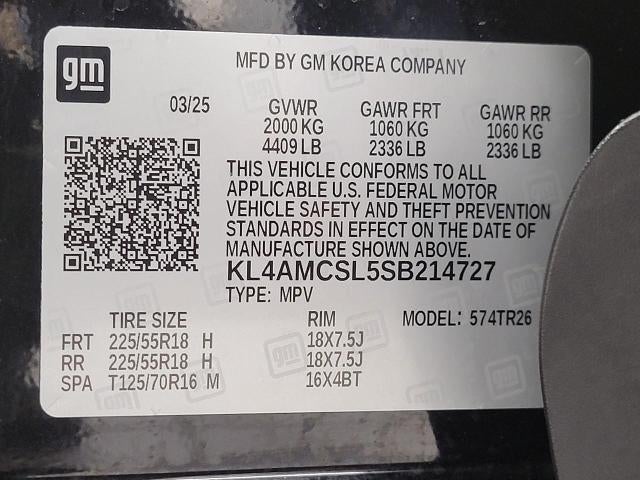 gm
MFD BY GM KOREA COMPANY
03/25 GVWR GAWR FRT GAWR RR
2000 KG 1060 KG 1060 KG
4409 LB 2336 LB 2336 LB
THIS VEHICLE CONFORMS TO ALL
APPLICABLE U.S. FEDERAL MOTOR
VEHICLE SAFETY AND THEFT PREVENTION
STANDARDS IN EFFECT ON THE DATE OF
MANUFACTURE SHOWN ABOVE.
KL4AMCSL5SB214727
TYPE: MPV
TIRE SIZE RIM MODEL: 574TR26
FRT 225/55R18 H 18X7.5J
RR 225/55R18 H 18X7.5J
SPA T125/70R16 M 16X4BT